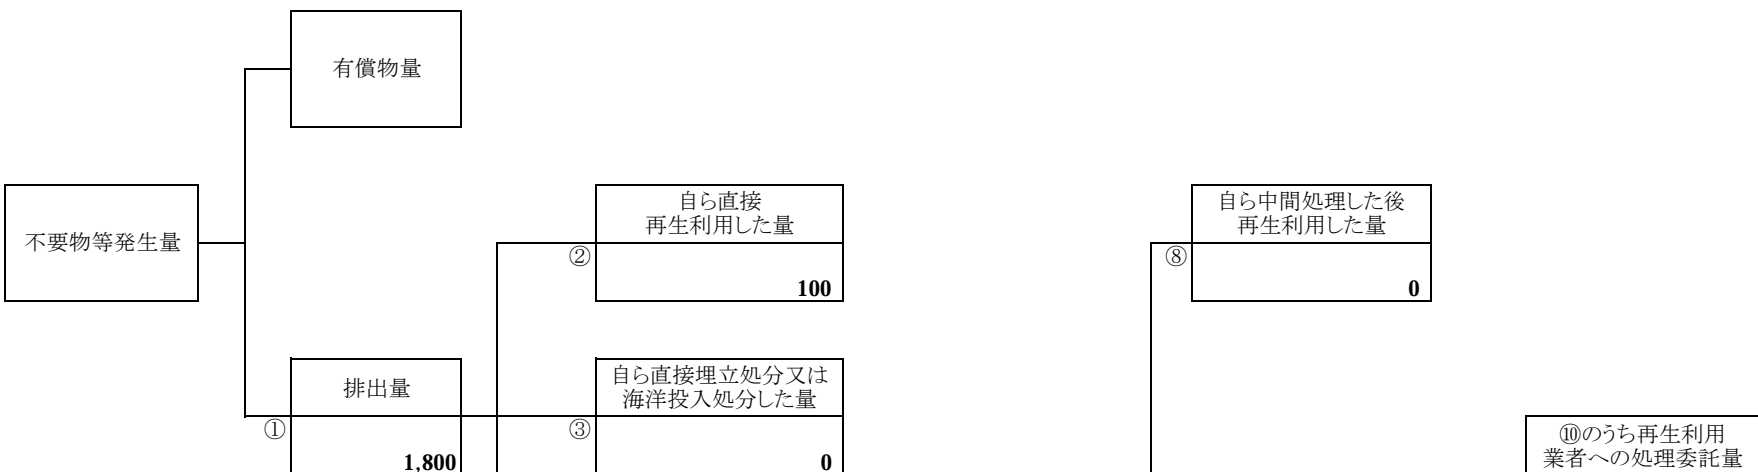 有償物量
不要物等発生量
自ら直接
再生利用した量
②
100
自ら中間処理した後
再生利用した量
⑧
0
排出量
①
1,800
自ら直接埋立処分又は
海洋投入処分した量
③
0
⑩のうち再生利用
業者への処理委託量